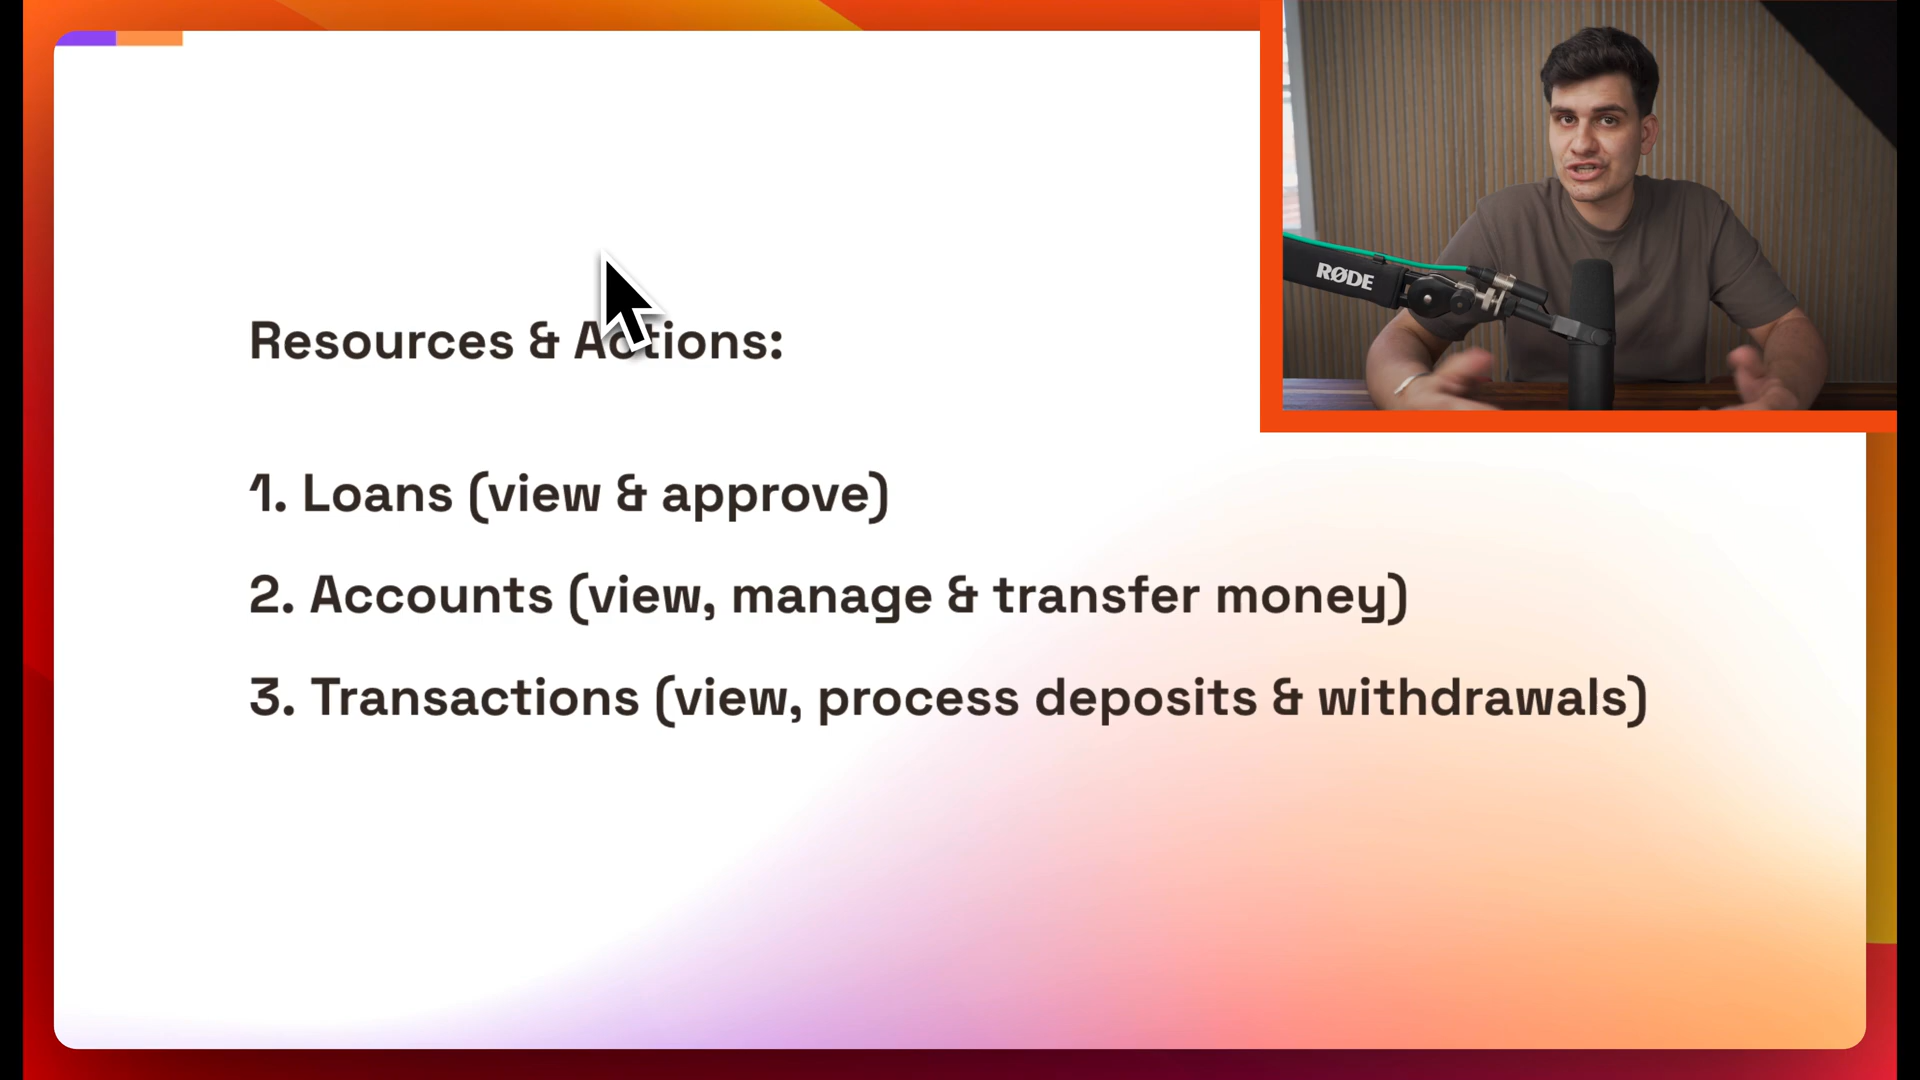 RØDE
Resources & Actions:
1. Loans (view & approve)
2. Accounts (view, manage & transfer money)
3. Transactions (view, process deposits & withdrawals)